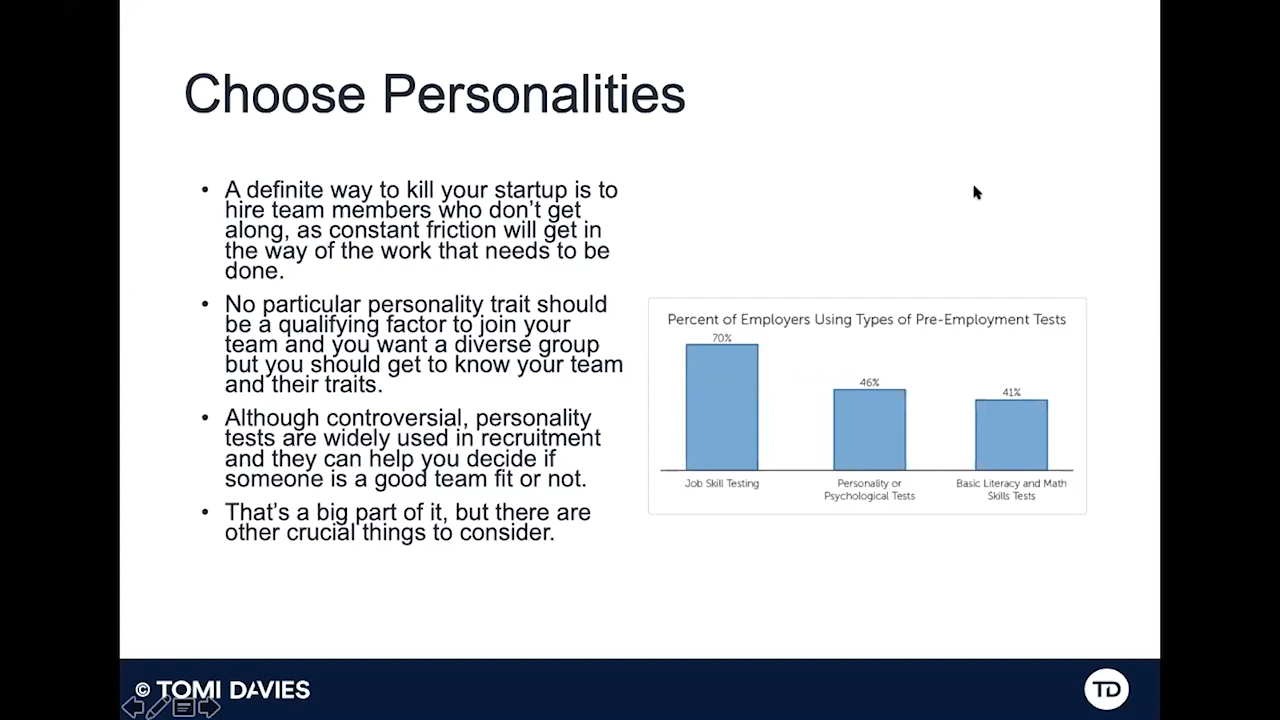 Choose Personalities
• A definite way to kill your startup is to
hire team members who don't get
along, as constant friction will get in
the way of the work that needs to be
done.
• No particular personality trait should
be a qualifying factor to join your
team and you want a diverse group
but you should get to know your team
and their traits.
• Although controversial, personality
tests are widely used in recruitment
and they can help you decide if
someone is a good team fit or not.
• That's a big part of it, but there are
other crucial things to consider.
Percent of Employers Using Types of Pre-Employment Tests
70%
46%
41%
Job Skill Testing
Personality or
Psychological Tests
Basic Literacy and Math
Skills Tests
© TOMI DAVIES
TD